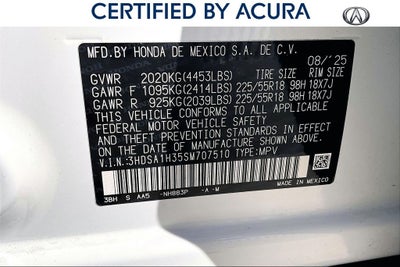 CERTIFIED BY ACURA
ACURA
MFD.BY HONDA DE MEXICO S.A. DE C.V.
08/'25
GVWR 2020KG(4453LBS) TIRE SIZE RIM SIZE
GAWR F 1095KG(2414LBS) 225/55R18 98H 18X7J
GAWR R 925KG(2039LBS) 225/55R18 98H 18X7J
THIS VEHICLE CONFORMS TO ALL APPLICABLE
FEDERAL MOTOR VEHICLE SAFETY, BUMPER,
AND THEFT PREVENTION STANDARDS IN EFFECT ON
THE DATE OF MANUFACTURE SHOWN ABOVE.
V.I.N:3HDSA1H35SM707510 TYPE:MPV
3BH S AA5 -NH883P -A-M
MADE IN MEXICO